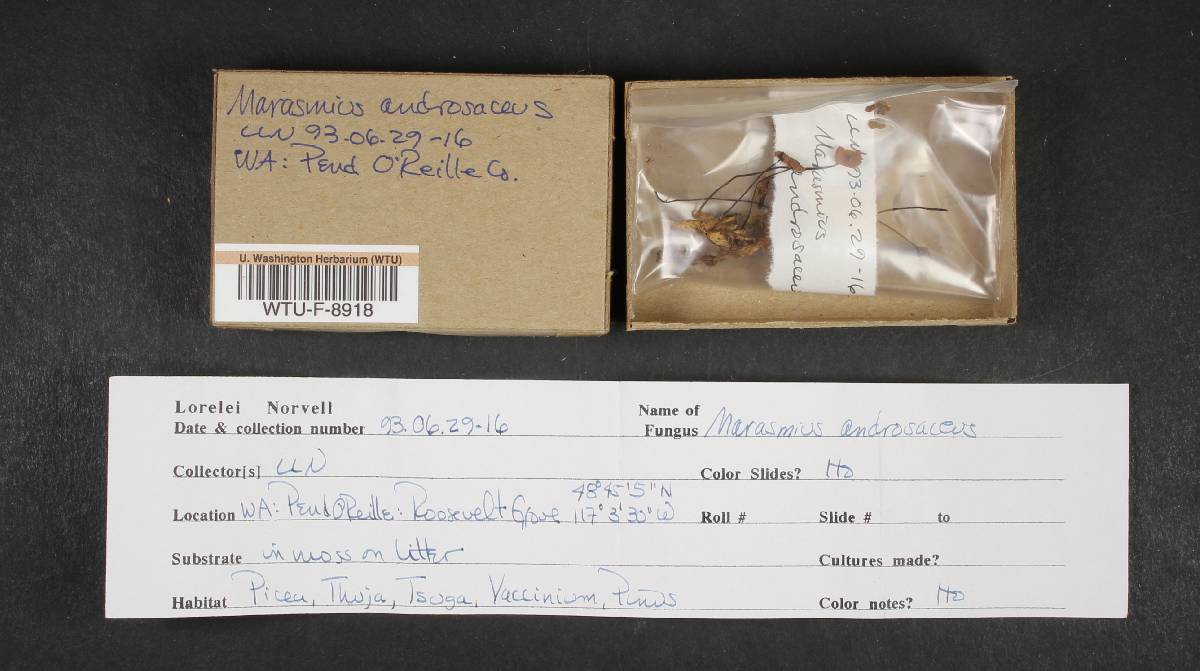 Marasmius androsaceus
LLN 93.06.29-16
WA: Pend O'Reille Co.
U. Washington Herbarium (WTU)
WTU-F-8918
LLN 93.06.29-16
Marasmius
androsaceu
Lorelei Norvell
Date & collection number 93.06.29-16
Name of
Fungus Marasmius androsaceus
Collector[s] LLN
Color Slides? No
48°45'5"N
Location WA: Pend O'Reille: Roosevelt Grove 117°3'30"W
Roll # Slide # to
Substrate in moss on litter
Cultures made?
Habitat Picea, Thuja, Tsuga, Vaccinium, Pinus
Color notes? No